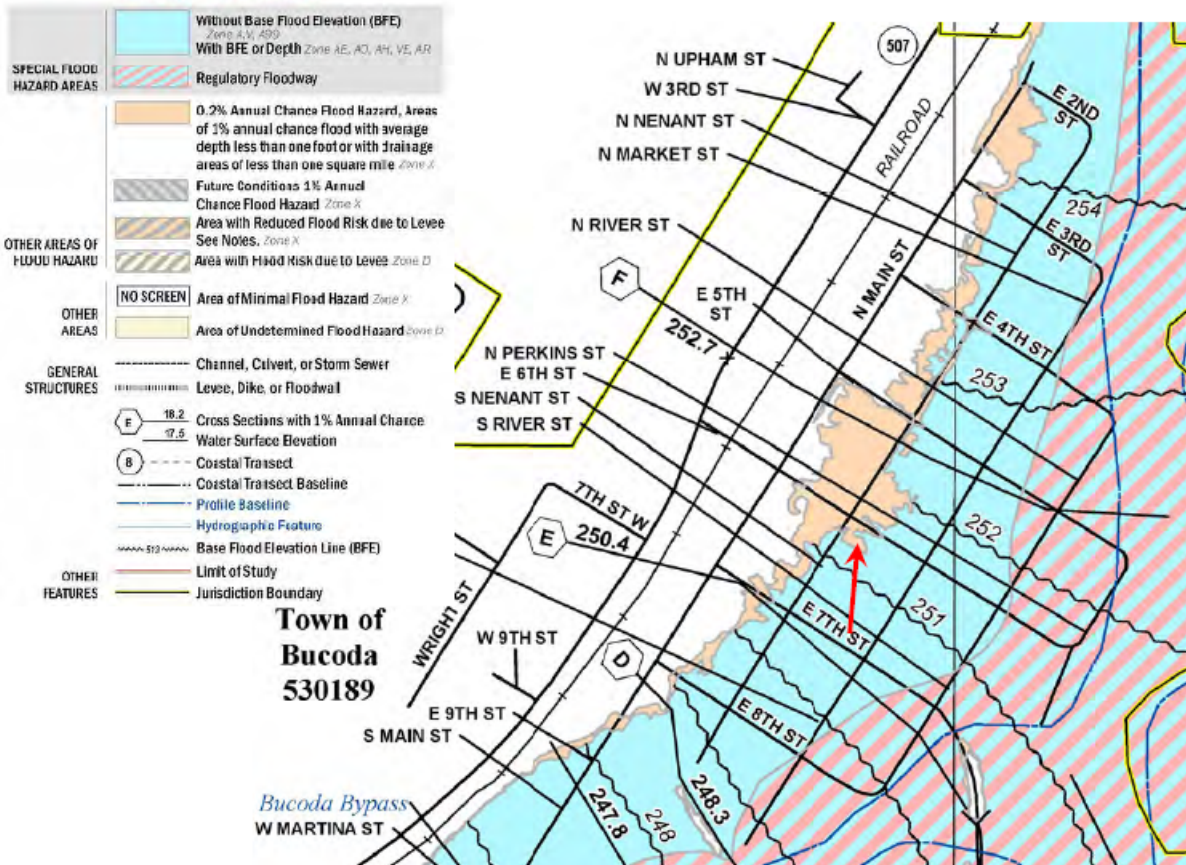 Without Base Flood Elevation (BFE)
Zone A,V, A99
With BFE or Depth Zone AE, AO, AH, VE, AR
SPECIAL FLOOD
HAZARD AREAS
Regulatory Floodway
0.2% Annual Chance Flood Hazard, Areas
of 1% annual chance flood with average
depth less than one foot or with drainage
areas of less than one square mile Zone X
Future Conditions 1% Annual
Chance Flood Hazard Zone X
Area with Reduced Flood Risk due to Levee
See Notes. Zone X
OTHER AREAS OF
FLOOD HAZARD
Area with Flood Risk due to Levee Zone D
NO SCREEN Area of Minimal Flood Hazard Zone X
OTHER
AREAS
Area of Undetermined Flood Hazard Zone D
GENERAL
STRUCTURES
Channel, Culvert, or Storm Sewer
Levee, Dike, or Floodwall
E 18.2 Cross Sections with 1% Annual Chance
17.5 Water Surface Elevation
8 Coastal Transect
Coastal Transect Baseline
Profile Baseline
Hydrographic Feature
513 Base Flood Elevation Line (BFE)
Limit of Study
OTHER
FEATURES
Jurisdiction Boundary
507
N UPHAM ST
W 3RD ST
N NENANT ST
N MARKET ST
RAILROAD
E 2ND
ST
254
E 3RD
ST
N RIVER ST
N MAIN ST
F
252.7
E 5TH
ST
E 4TH ST
253
N PERKINS ST
E 6TH ST
S NENANT ST
S RIVER ST
7TH ST W
E
250.4
252
251
E 7TH ST
Town of
Bucoda
530189
WRIGHT ST
W 9TH ST
D
E 8TH ST
E 9TH ST
S MAIN ST
247.8
248
248.3
Bucoda Bypass
W MARTINA ST